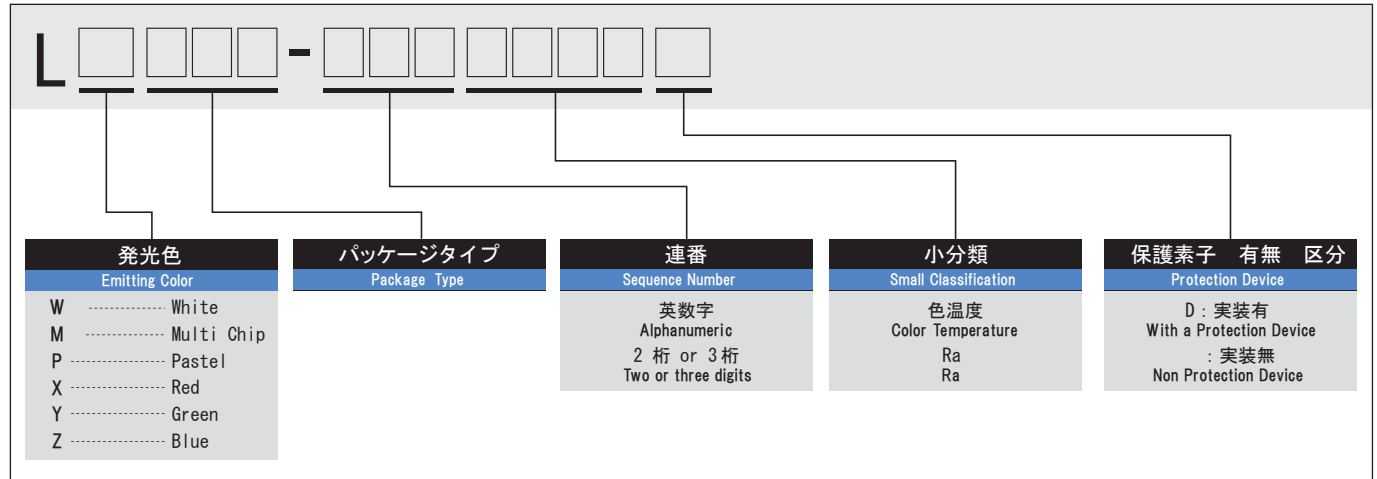 L -
発光色
Emitting Color
W White
M Multi Chip
P Pastel
X Red
Y Green
Z Blue
パッケージタイプ
Package Type
連番
Sequence Number
英数字
Alphanumeric
2 桁 or 3 桁
Two or three digits
小分類
Small Classification
色温度
Color Temperature
Ra
Ra
保護素子 有無 区分
Protection Device
D : 実装有
With a Protection Device
: 実装無
Non Protection Device